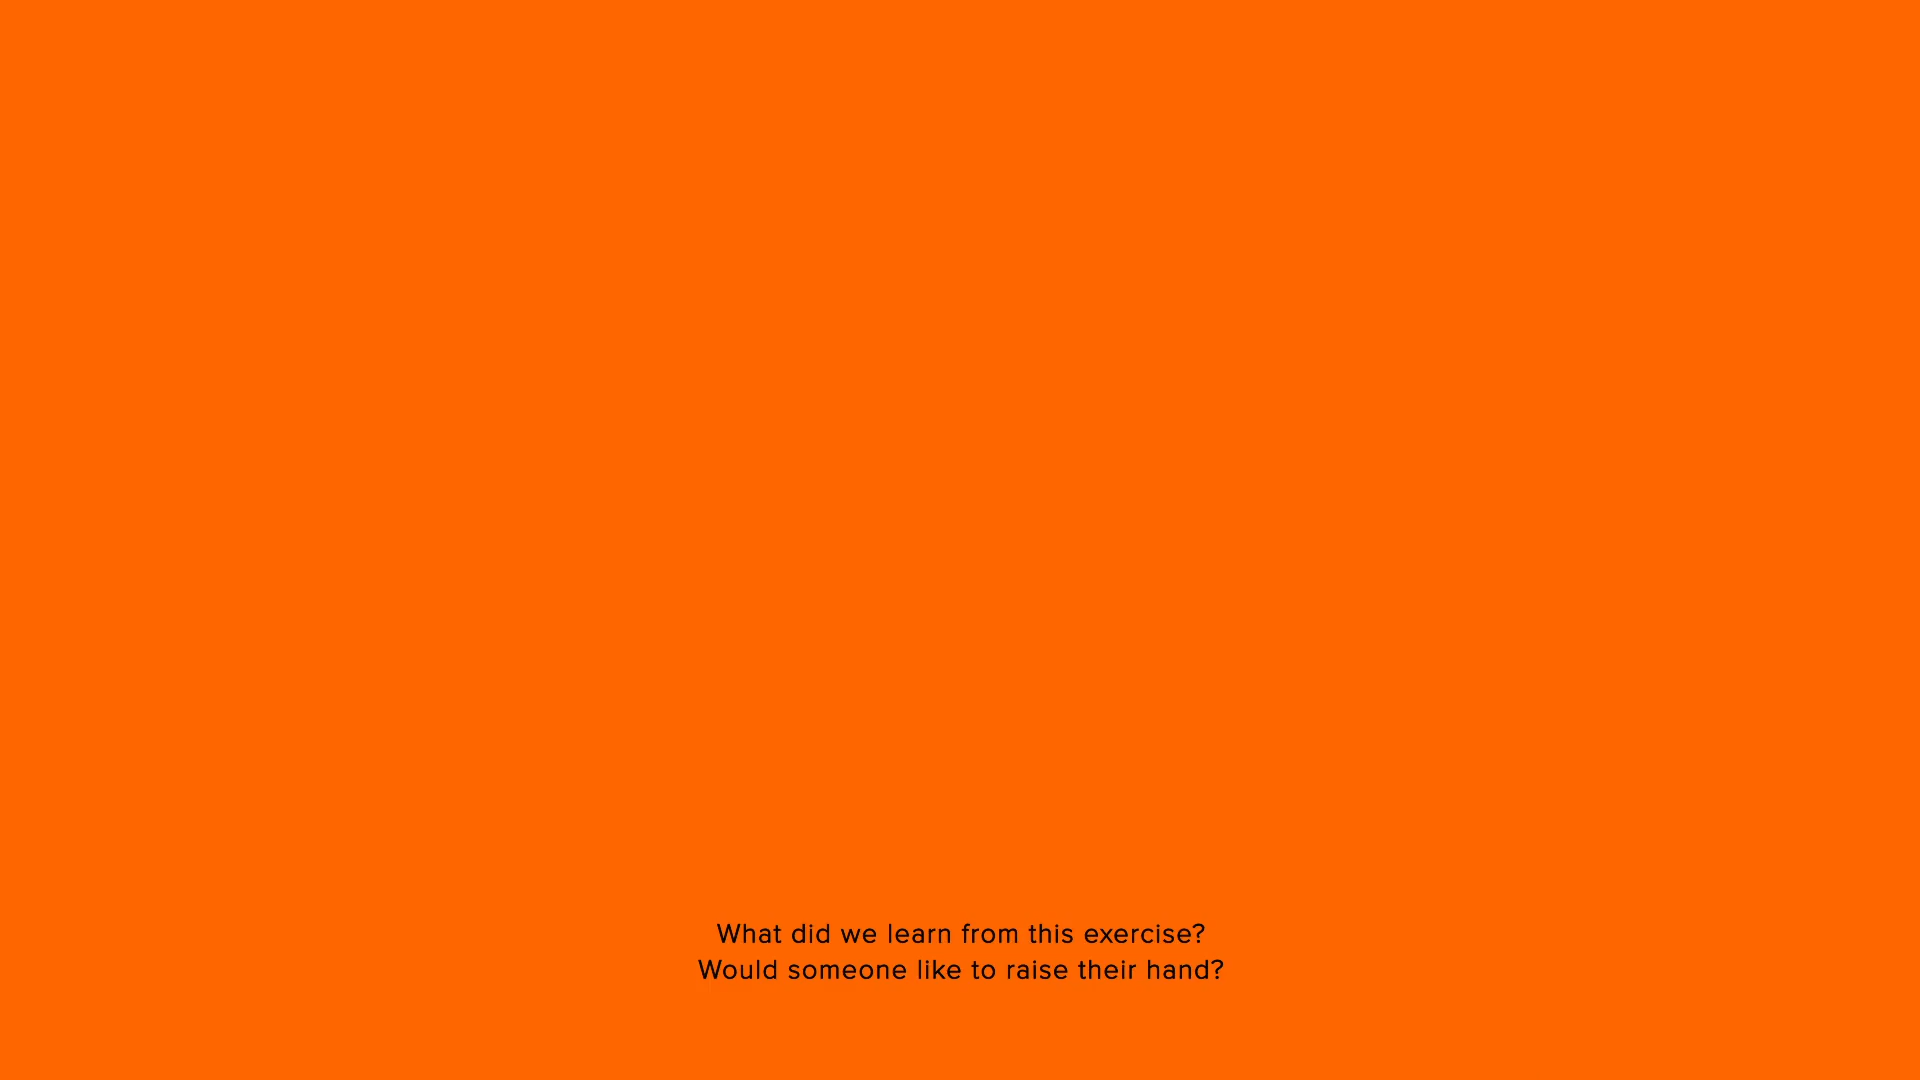 What did we learn from this exercise?
Would someone like to raise their hand?